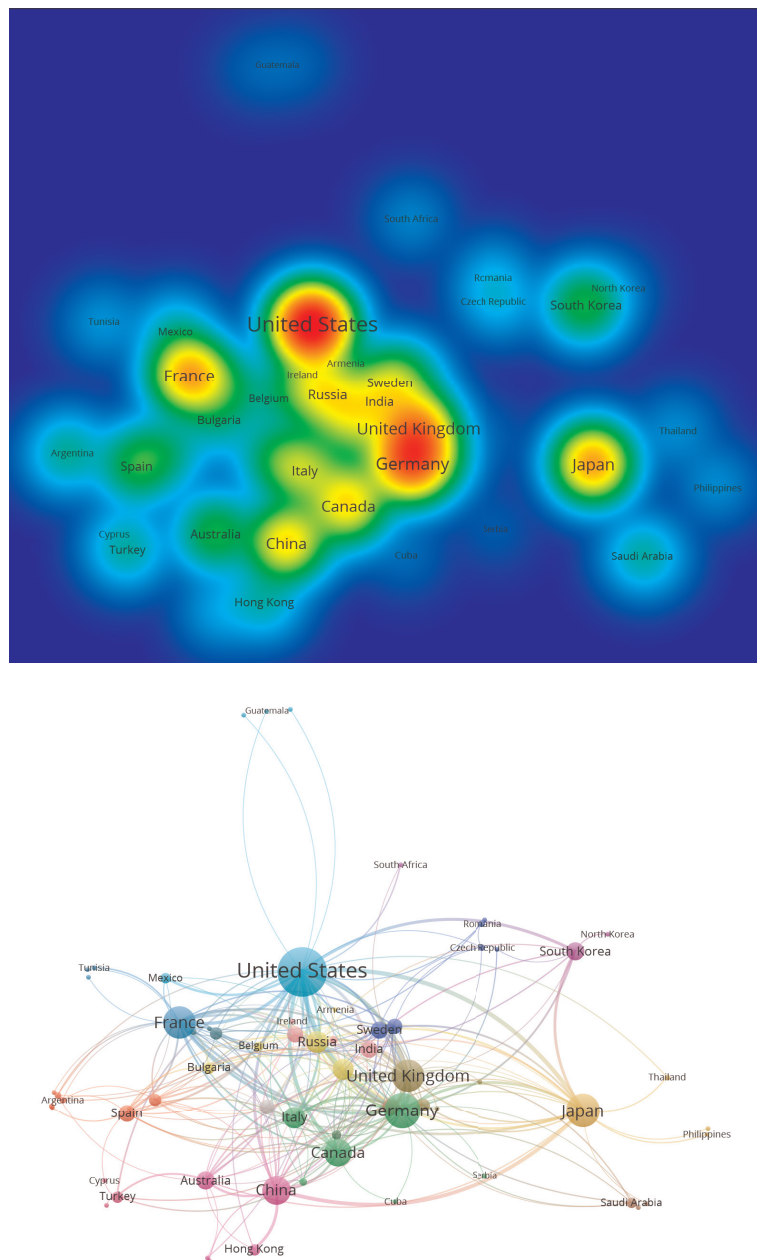 Guatemala
South Africa
Romania
North Korea
Czech Republic
South Korea
Tunisia
United States
Mexico
Armenia
France
Ireland
Sweden
Russia
Belgium
India
Bulgaria
United Kingdom
Argentina
Spain
Italy
Germany
Japan
Thailand
Philippines
Canada
Cyprus
Australia
Serbia
Turkey
China
Cuba
Saudi Arabia
Hong Kong
Guatemala
South Africa
Romania
North Korea
Czech Republic
South Korea
Tunisia
United States
Mexico
Armenia
France
Ireland
Sweden
Russia
Belgium
India
Bulgaria
United Kingdom
Thailand
Argentina
Spain
Italy
Germany
Japan
Philippines
Canada
Cyprus
Australia
Serbia
Turkey
China
Cuba
Saudi Arabia
Hong Kong